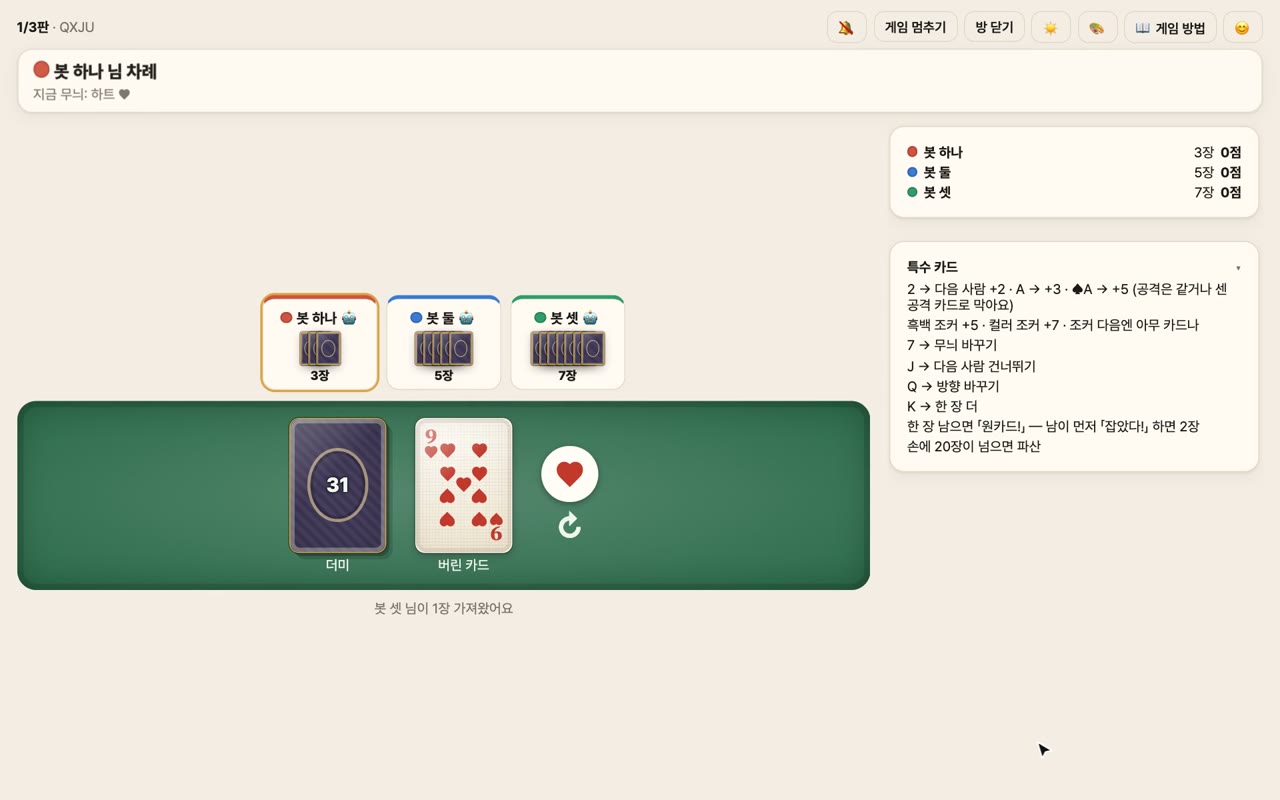 1/3판 · QXJU
게임 멈추기
방 닫기
게임 방법
봇 하나 님 차례
지금 무늬: 하트 ♥
봇 하나 3장 0점
봇 둘 5장 0점
봇 셋 7장 0점
특수 카드
2 → 다음 사람 +2 · A → +3 · ♠A → +5 (공격은 같거나 센
공격 카드로 막아요)
흑백 조커 +5 · 컬러 조커 +7 · 조커 다음엔 아무 카드나
7 → 무늬 바꾸기
J → 다음 사람 건너뛰기
Q → 방향 바꾸기
K → 한 장 더
한 장 남으면 「원카드!」 — 남이 먼저 「잡았다!」 하면 2장
손에 20장이 넘으면 파산
봇 하나
3장
봇 둘
5장
봇 셋
7장
31
9
9
더미
버린 카드
봇 셋 님이 1장 가져왔어요